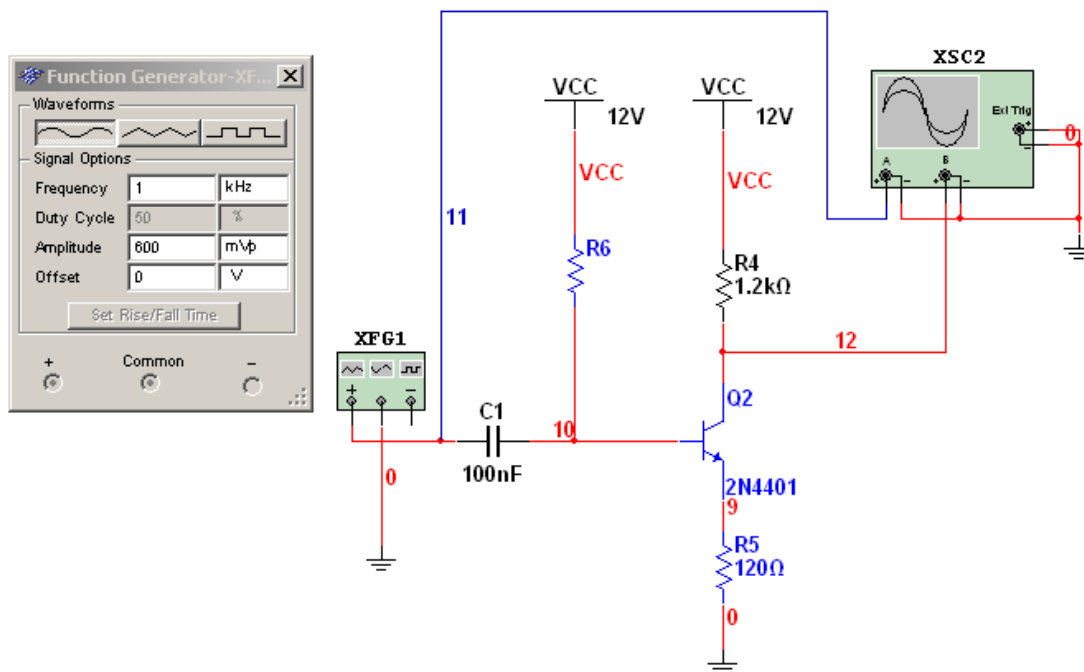 Function Generator-XF...
Waveforms
Signal Options
Frequency 1 kHz
Duty Cycle 50 %
Amplitude 600 mVp
Offset 0 V
Set Rise/Fall Time
+ Common −
XSC2
Ext Trig
+
−
0
A B
+ − + −
VCC
12V
VCC
12V
VCC
VCC
11
R6
R4
1.2kΩ
XFG1
+ −
12
Q2
C1
10
100nF
0
2N4401
9
R5
120Ω
0